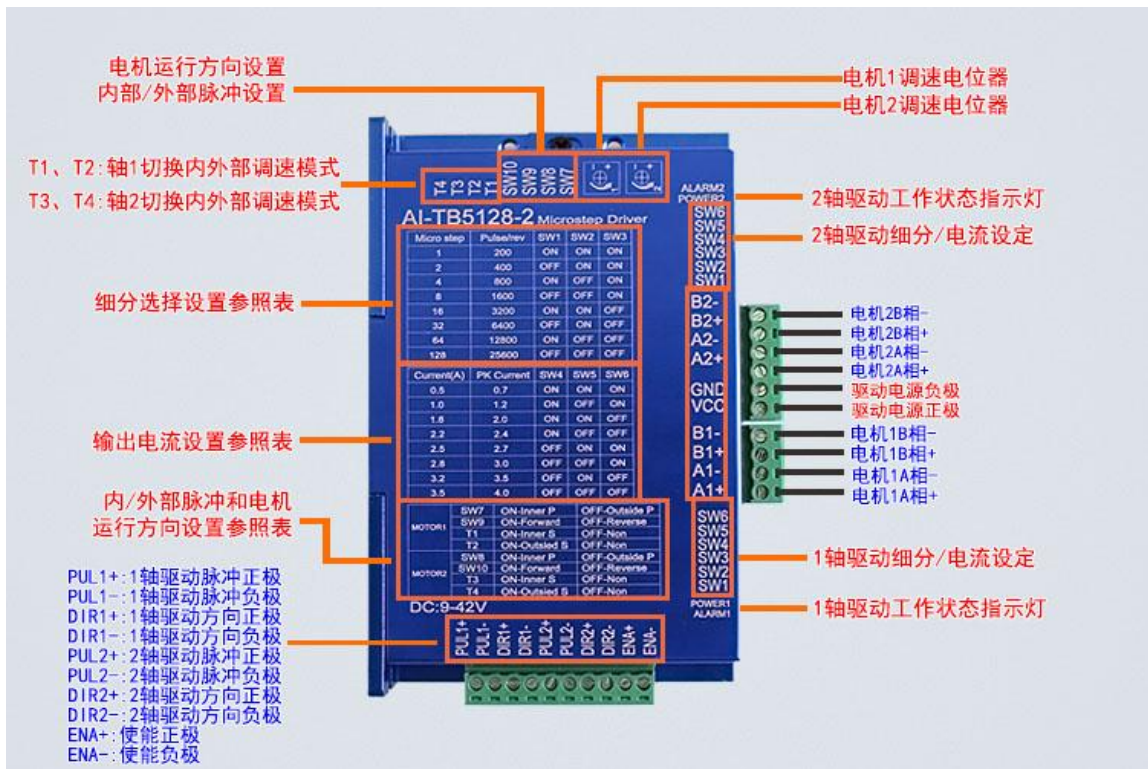 电机运行方向设置
内部/外部脉冲设置
电机1调速电位器
电机2调速电位器
T1、T2:轴1切换内外部调速模式
T3、T4:轴2切换内外部调速模式
T4
T3
T2
T1
SW10
SW9
SW8
SW7
ALARM2
POWER2
2轴驱动工作状态指示灯
AI-TB5128-2 Microstep Driver
SW6
SW5
SW4
SW3
SW2
SW1
2轴驱动细分/电流设定
细分选择设置参照表
Micro step Pulse/rev SW1 SW2 SW3
1 200 ON ON ON
2 400 OFF ON ON
4 800 ON OFF ON
8 1600 OFF OFF ON
16 3200 ON ON OFF
32 6400 OFF ON OFF
64 12800 ON OFF OFF
128 25600 OFF OFF OFF
B2-
B2+
A2-
A2+
GND
VCC
B1-
B1+
A1-
A1+
电机2B相-
电机2B相+
电机2A相-
电机2A相+
驱动电源负极
驱动电源正极
电机1B相-
电机1B相+
电机1A相-
电机1A相+
输出电流设置参照表
Current(A) PK Current SW4 SW5 SW6
0.5 0.7 ON ON ON
1.0 1.2 ON OFF ON
1.8 2.0 ON ON OFF
2.2 2.4 ON OFF OFF
2.5 2.7 OFF ON ON
2.8 3.0 OFF OFF ON
3.2 3.5 OFF ON OFF
3.5 4.0 OFF OFF OFF
内/外部脉冲和电机
运行方向设置参照表
MOTOR1
SW7 ON-Inner P OFF-Outside P
SW9 ON-Forward OFF-Reverse
T1 ON-Inner S OFF-Non
T2 ON-Outsied S OFF-Non
MOTOR2
SW8 ON-Inner P OFF-Outside P
SW10 ON-Forward OFF-Reverse
T3 ON-Inner S OFF-Non
T4 ON-Outsied S OFF-Non
SW6
SW5
SW4
SW3
SW2
SW1
1轴驱动细分/电流设定
POWER1
ALARM1
1轴驱动工作状态指示灯
DC:9-42V
PUL1+
PUL1-
DIR1+
DIR1-
PUL2+
PUL2-
DIR2+
DIR2-
ENA+
ENA-
PUL1+:1轴驱动脉冲正极
PUL1-:1轴驱动脉冲负极
DIR1+:1轴驱动方向正极
DIR1-:1轴驱动方向负极
PUL2+:2轴驱动脉冲正极
PUL2-:2轴驱动脉冲负极
DIR2+:2轴驱动方向正极
DIR2-:2轴驱动方向负极
ENA+:使能正极
ENA-:使能负极